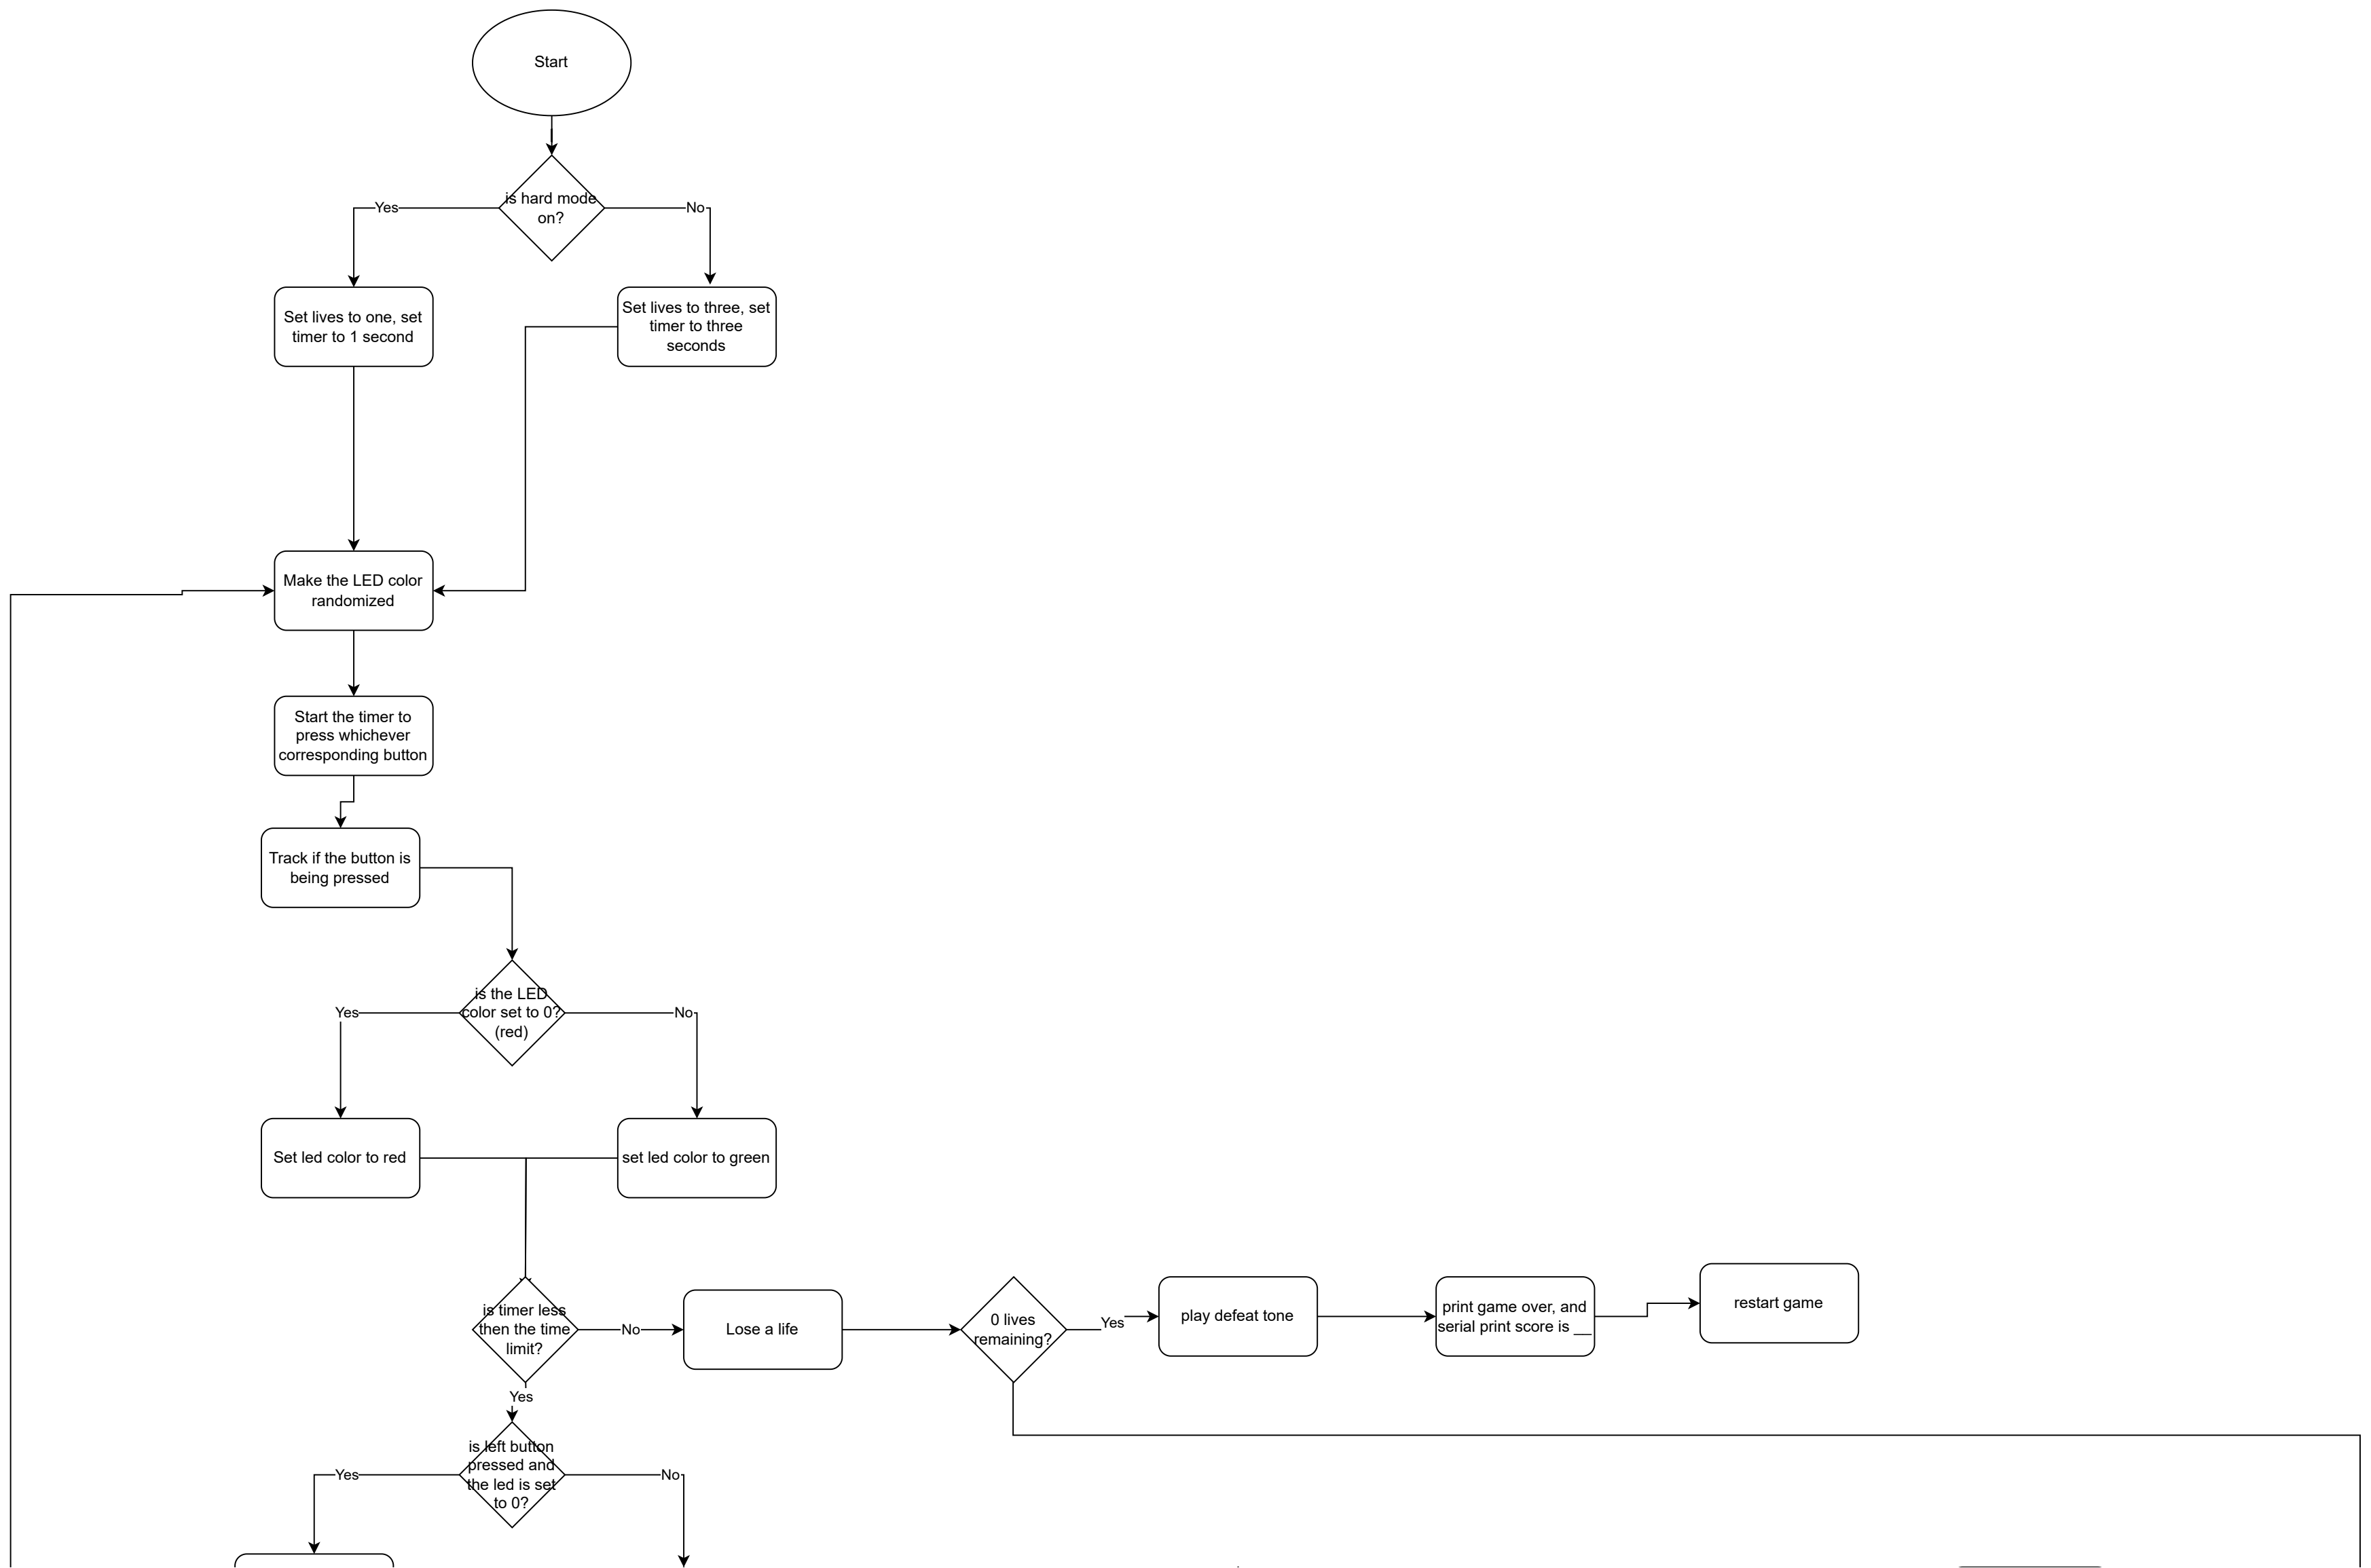 Start
is hard mode
on?
Yes
No
Set lives to one, set
timer to 1 second
Set lives to three, set
timer to three
seconds
Make the LED color
randomized
Start the timer to
press whichever
corresponding button
Track if the button is
being pressed
is the LED
color set to 0?
(red)
Yes
No
Set led color to red
set led color to green
is timer less
then the time
limit?
No
Lose a life
0 lives
remaining?
Yes
play defeat tone
print game over, and
serial print score is __
restart game
Yes
is left button
pressed and
the led is set
to 0?
Yes
No